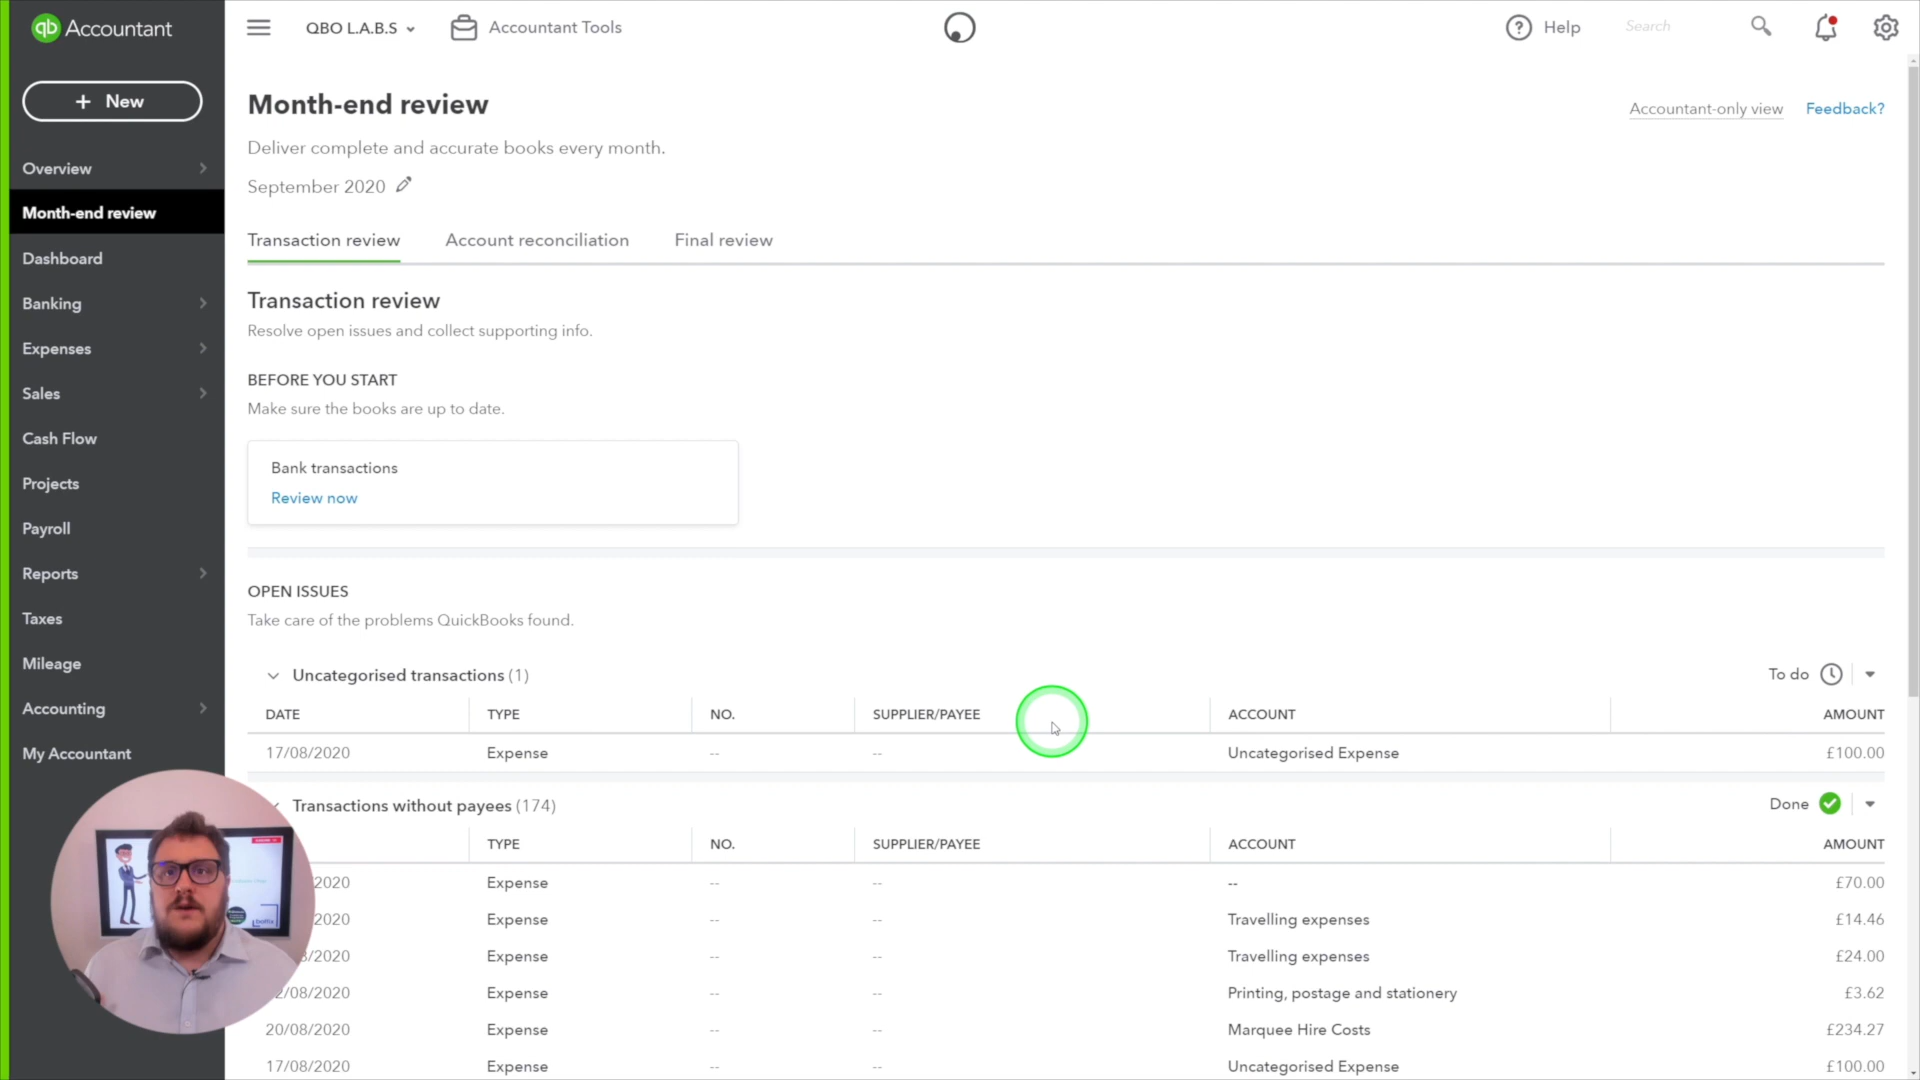 qb Accountant
QBO L.A.B.S
Accountant Tools
Help
Search
+ New
Month-end review
Accountant-only view
Feedback?
Deliver complete and accurate books every month.
September 2020
Overview
Month-end review
Dashboard
Banking
Expenses
Sales
Cash Flow
Projects
Payroll
Reports
Taxes
Mileage
Accounting
My Accountant
Transaction review
Account reconciliation
Final review
Transaction review
Resolve open issues and collect supporting info.
BEFORE YOU START
Make sure the books are up to date.
Bank transactions
Review now
OPEN ISSUES
Take care of the problems QuickBooks found.
Uncategorised transactions (1)
To do
DATE TYPE NO. SUPPLIER/PAYEE ACCOUNT AMOUNT
17/08/2020 Expense -- -- Uncategorised Expense £100.00
Transactions without payees (174)
Done
TYPE NO. SUPPLIER/PAYEE ACCOUNT AMOUNT
2020 Expense -- -- -- £70.00
2020 Expense -- -- Travelling expenses £14.46
/2020 Expense -- -- Travelling expenses £24.00
2/08/2020 Expense -- -- Printing, postage and stationery £3.62
20/08/2020 Expense -- -- Marquee Hire Costs £234.27
17/08/2020 Expense -- -- Uncategorised Expense £100.00